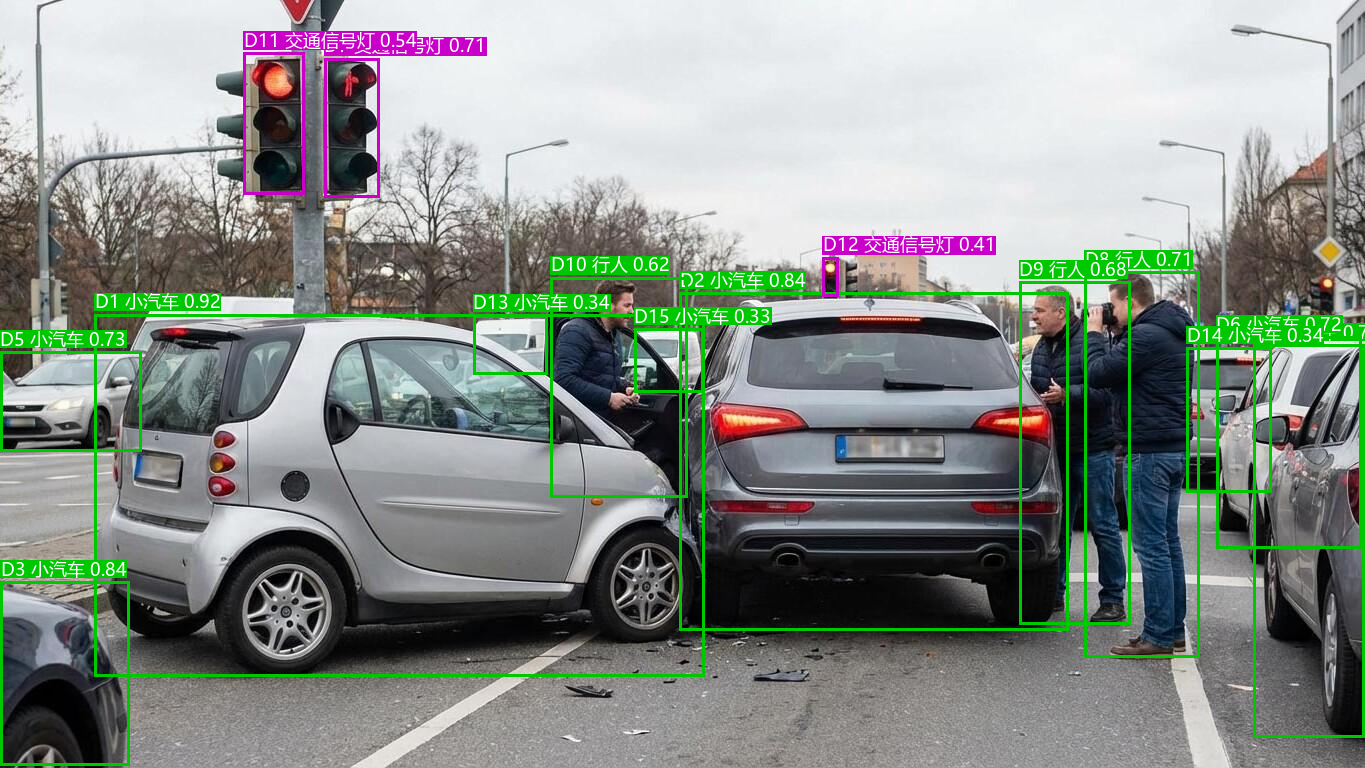 D11 交通信号灯 0.54
信号灯 0.71
D12 交通信号灯 0.41
D10 行人 0.62
D8 行人 0.71
D9 行人 0.68
D2 小汽车 0.84
D1 小汽车 0.92
D13 小汽车 0.34
D15 小汽车 0.33
D6 小汽车 0.72
D14 小汽车 0.34
D5 小汽车 0.73
D3 小汽车 0.84